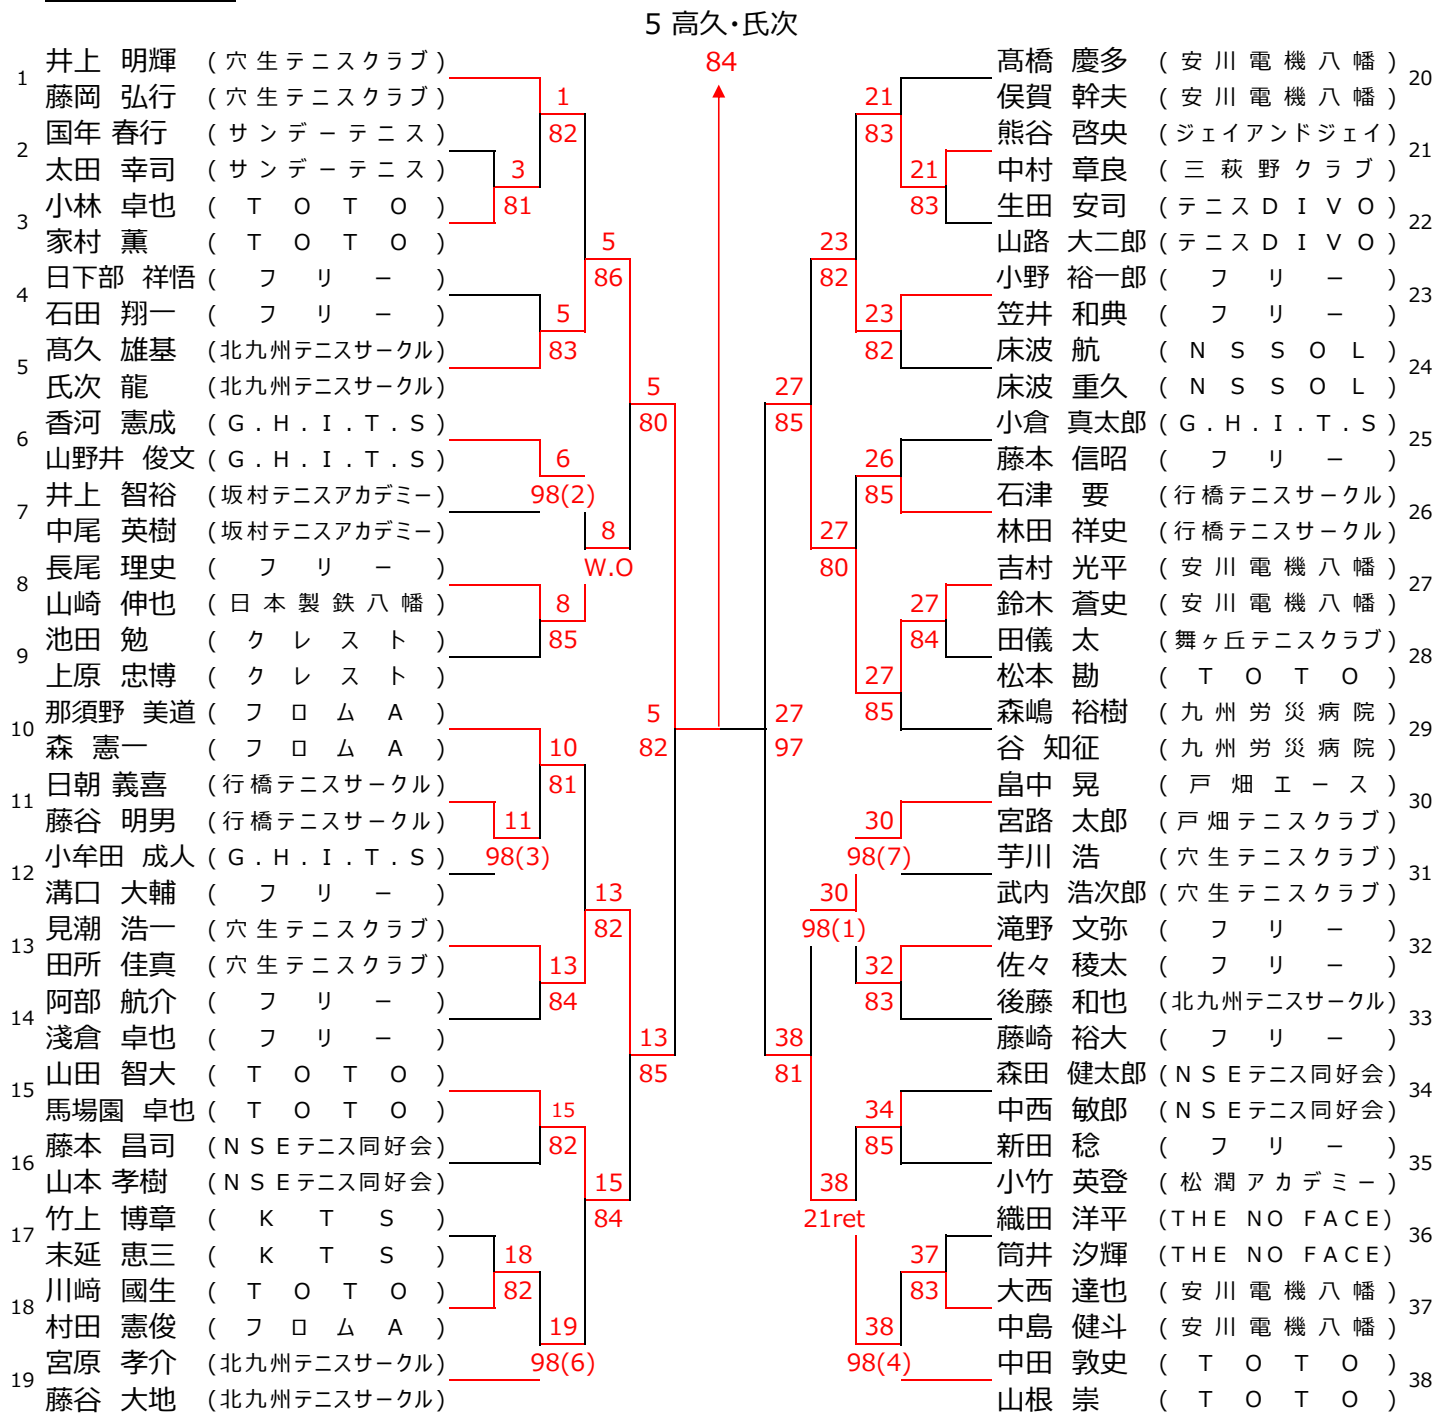 5 高久・氏次
84
1
井上 明輝 (穴生テニスクラブ)
藤岡 弘行 (穴生テニスクラブ)
2
国年 春行 (サンデーテニス)
太田 幸司 (サンデーテニス)
3
小林 卓也 (TOTO)
家村 薫 (TOTO)
4
日下部 祥悟 (フリー)
石田 翔一 (フリー)
5
髙久 雄基 (北九州テニスサークル)
氏次 龍 (北九州テニスサークル)
6
香河 憲成 (G.H.I.T.S)
山野井 俊文 (G.H.I.T.S)
7
井上 智裕 (坂村テニスアカデミー)
中尾 英樹 (坂村テニスアカデミー)
8
長尾 理史 (フリー)
山崎 伸也 (日本製鉄八幡)
9
池田 勉 (クレスト)
上原 忠博 (クレスト)
10
那須野 美道 (フロムA)
森 憲一 (フロムA)
11
日朝 義喜 (行橋テニスサークル)
藤谷 明男 (行橋テニスサークル)
12
小牟田 成人 (G.H.I.T.S)
溝口 大輔 (フリー)
13
見潮 浩一 (穴生テニスクラブ)
田所 佳真 (穴生テニスクラブ)
14
阿部 航介 (フリー)
淺倉 卓也 (フリー)
15
山田 智大 (TOTO)
馬場園 卓也 (TOTO)
16
藤本 昌司 (NSEテニス同好会)
山本 孝樹 (NSEテニス同好会)
17
竹上 博章 (KTS)
末延 恵三 (KTS)
18
川﨑 國生 (TOTO)
村田 憲俊 (フロムA)
19
宮原 孝介 (北九州テニスサークル)
藤谷 大地 (北九州テニスサークル)
1
82
3
81
5
86
5
83
5
80
6
98(2)
8
W.O
8
85
5
82
10
81
11
98(3)
13
82
13
84
13
85
15
82
15
84
18
82
19
98(6)
21
83
21
83
23
82
23
82
27
85
26
85
27
80
27
84
27
85
27
97
30
98(7)
30
98(1)
32
83
38
81
34
85
38
21ret
37
83
38
98(4)
髙橋 慶多 (安川電機八幡)
俣賀 幹夫 (安川電機八幡)
20
熊谷 啓央 (ジェイアンドジェイ)
中村 章良 (三萩野クラブ)
21
生田 安司 (テニスDIVO)
山路 大二郎 (テニスDIVO)
22
小野 裕一郎 (フリー)
笠井 和典 (フリー)
23
床波 航 (NSSOL)
床波 重久 (NSSOL)
24
小倉 真太郎 (G.H.I.T.S)
藤本 信昭 (フリー)
25
石津 要 (行橋テニスサークル)
林田 祥史 (行橋テニスサークル)
26
吉村 光平 (安川電機八幡)
鈴木 蒼史 (安川電機八幡)
27
田儀 太 (舞ヶ丘テニスクラブ)
松本 勘 (TOTO)
28
森嶋 裕樹 (九州労災病院)
谷 知征 (九州労災病院)
29
畠中 晃 (戸畑エース)
宮路 太郎 (戸畑テニスクラブ)
30
芋川 浩 (穴生テニスクラブ)
武内 浩次郎 (穴生テニスクラブ)
31
滝野 文弥 (フリー)
佐々 稜太 (フリー)
32
後藤 和也 (北九州テニスサークル)
藤崎 裕大 (フリー)
33
森田 健太郎 (NSEテニス同好会)
中西 敏郎 (NSEテニス同好会)
34
新田 稔 (フリー)
小竹 英登 (松潤アカデミー)
35
織田 洋平 (THE NO FACE)
筒井 汐輝 (THE NO FACE)
36
大西 達也 (安川電機八幡)
中島 健斗 (安川電機八幡)
37
中田 敦史 (TOTO)
山根 崇 (TOTO)
38